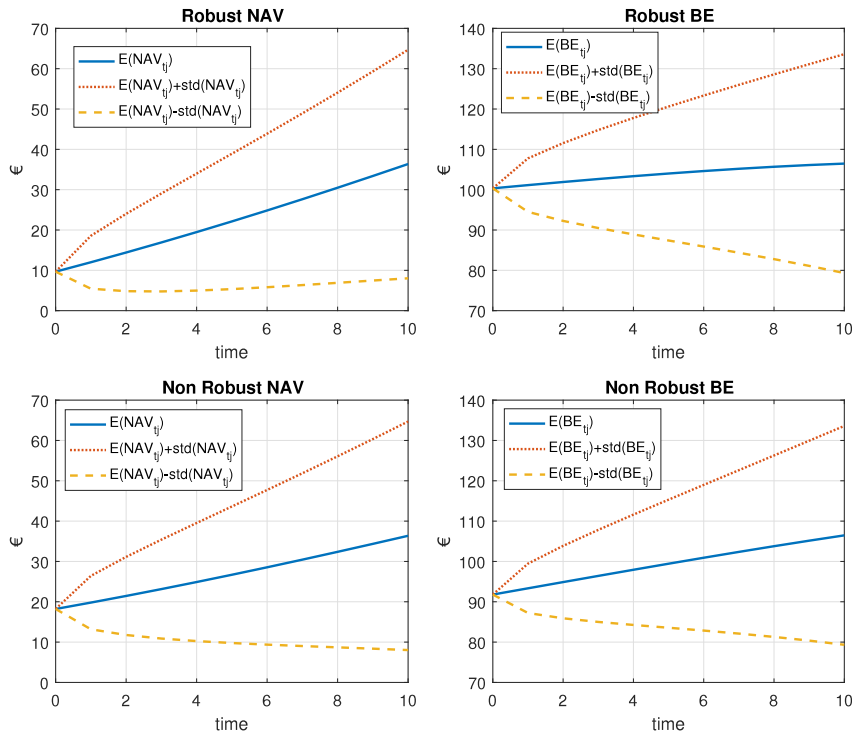 Robust NAV
E(NAV_tj)
E(NAV_tj)+std(NAV_tj)
E(NAV_tj)-std(NAV_tj)
70
60
50
40
30
20
10
0
€
0 2 4 6 8 10
time
Robust BE
E(BE_tj)
E(BE_tj)+std(BE_tj)
E(BE_tj)-std(BE_tj)
140
130
120
110
100
90
80
70
€
0 2 4 6 8 10
time
Non Robust NAV
E(NAV_tj)
E(NAV_tj)+std(NAV_tj)
E(NAV_tj)-std(NAV_tj)
70
60
50
40
30
20
10
0
€
0 2 4 6 8 10
time
Non Robust BE
E(BE_tj)
E(BE_tj)+std(BE_tj)
E(BE_tj)-std(BE_tj)
140
130
120
110
100
90
80
70
€
0 2 4 6 8 10
time